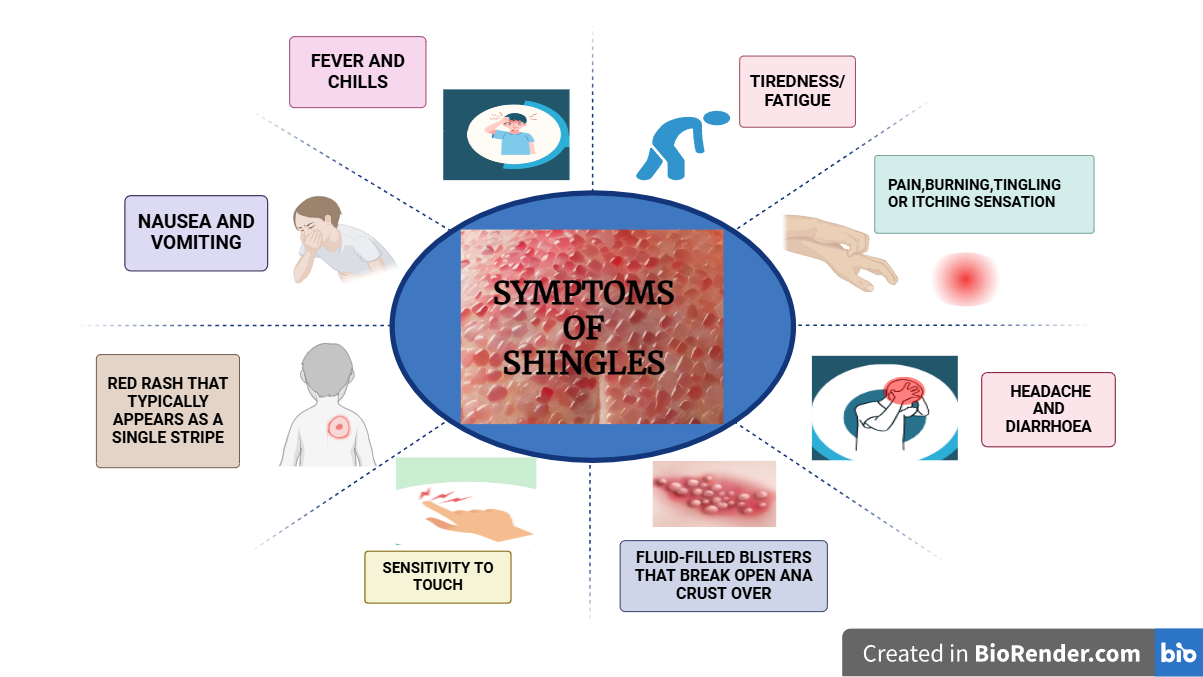 FEVER AND
CHILLS
TIREDNESS/
FATIGUE
PAIN,BURNING,TINGLING
OR ITCHING SENSATION
NAUSEA AND
VOMITING
SYMPTOMS
OF
SHINGLES
RED RASH THAT
TYPICALLY
APPEARS AS A
SINGLE STRIPE
HEADACHE
AND
DIARRHOEA
SENSITIVITY TO
TOUCH
FLUID-FILLED BLISTERS
THAT BREAK OPEN ANA
CRUST OVER
Created in BioRender.com bio